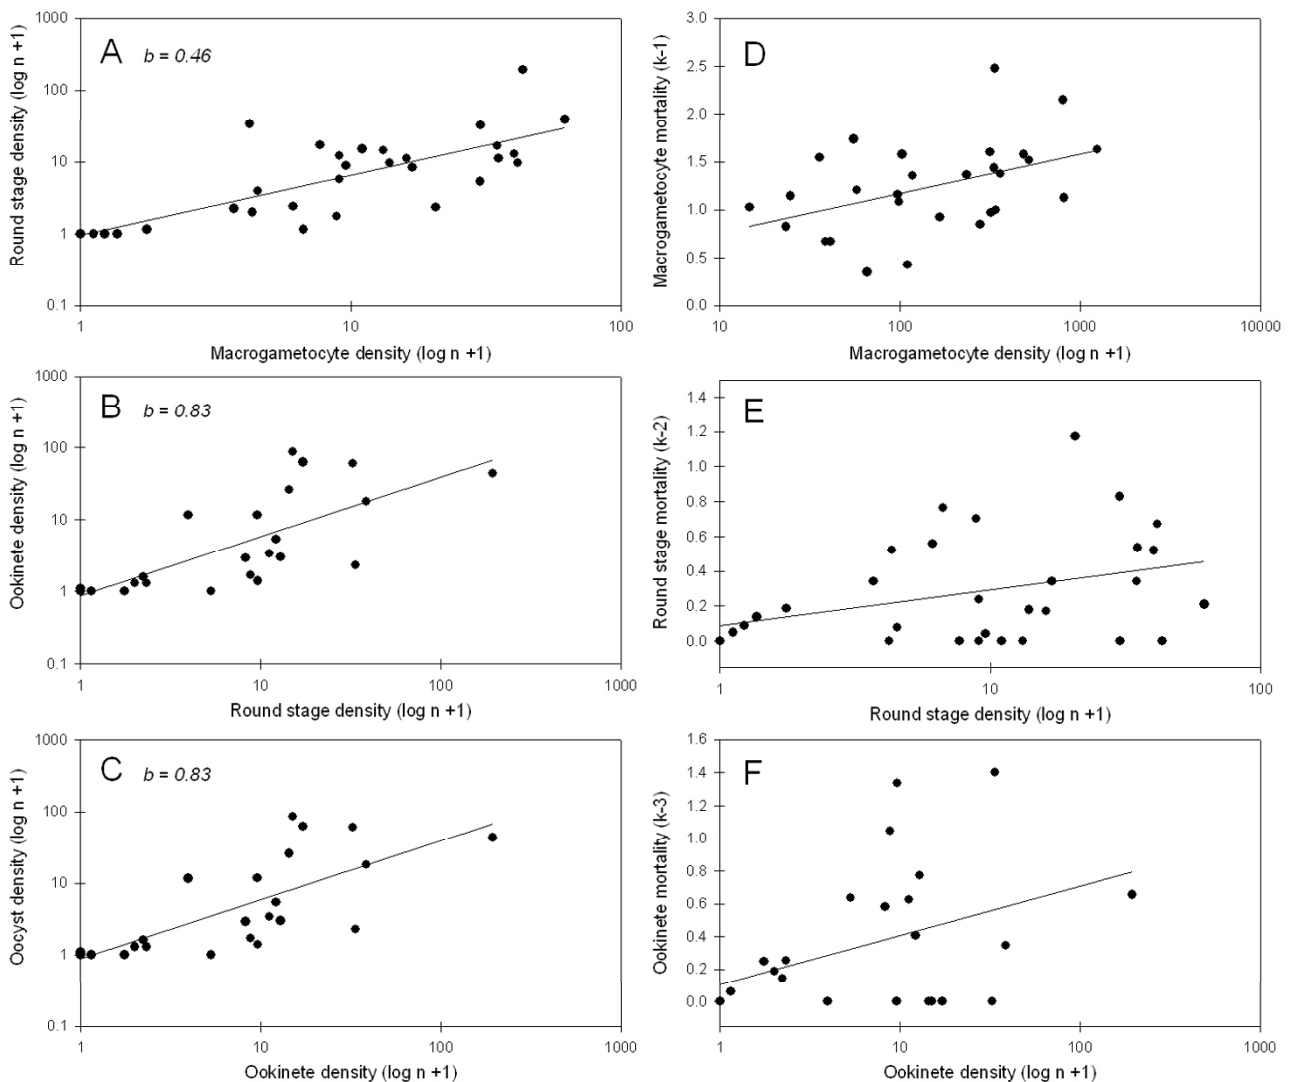 A b = 0.46
Round stage density (log n +1)
1000
100
10
1
0.1
1 10 100
Macrogametocyte density (log n +1)
D
Macrogametocyte mortality (k-1)
3.0
2.5
2.0
1.5
1.0
0.5
0.0
10 100 1000 10000
Macrogametocyte density (log n +1)
B b = 0.83
Ookinete density (log n +1)
1000
100
10
1
0.1
1 10 100 1000
Round stage density (log n +1)
E
Round stage mortality (k-2)
1.4
1.2
1.0
0.8
0.6
0.4
0.2
0.0
1 10 100
Round stage density (log n +1)
C b = 0.83
Oocyst density (log n +1)
1000
100
10
1
0.1
1 10 100 1000
Ookinete density (log n +1)
F
Ookinete mortality (k-3)
1.6
1.4
1.2
1.0
0.8
0.6
0.4
0.2
0.0
1 10 100 1000
Ookinete density (log n +1)